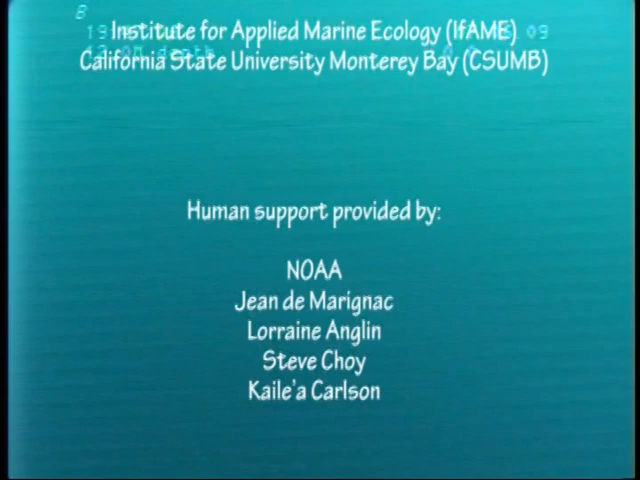 B
Institute for Applied Marine Ecology (IfAME)
California State University Monterey Bay (CSUMB)
Human support provided by:
NOAA
Jean de Marignac
Lorraine Anglin
Steve Choy
Kaile'a Carlson